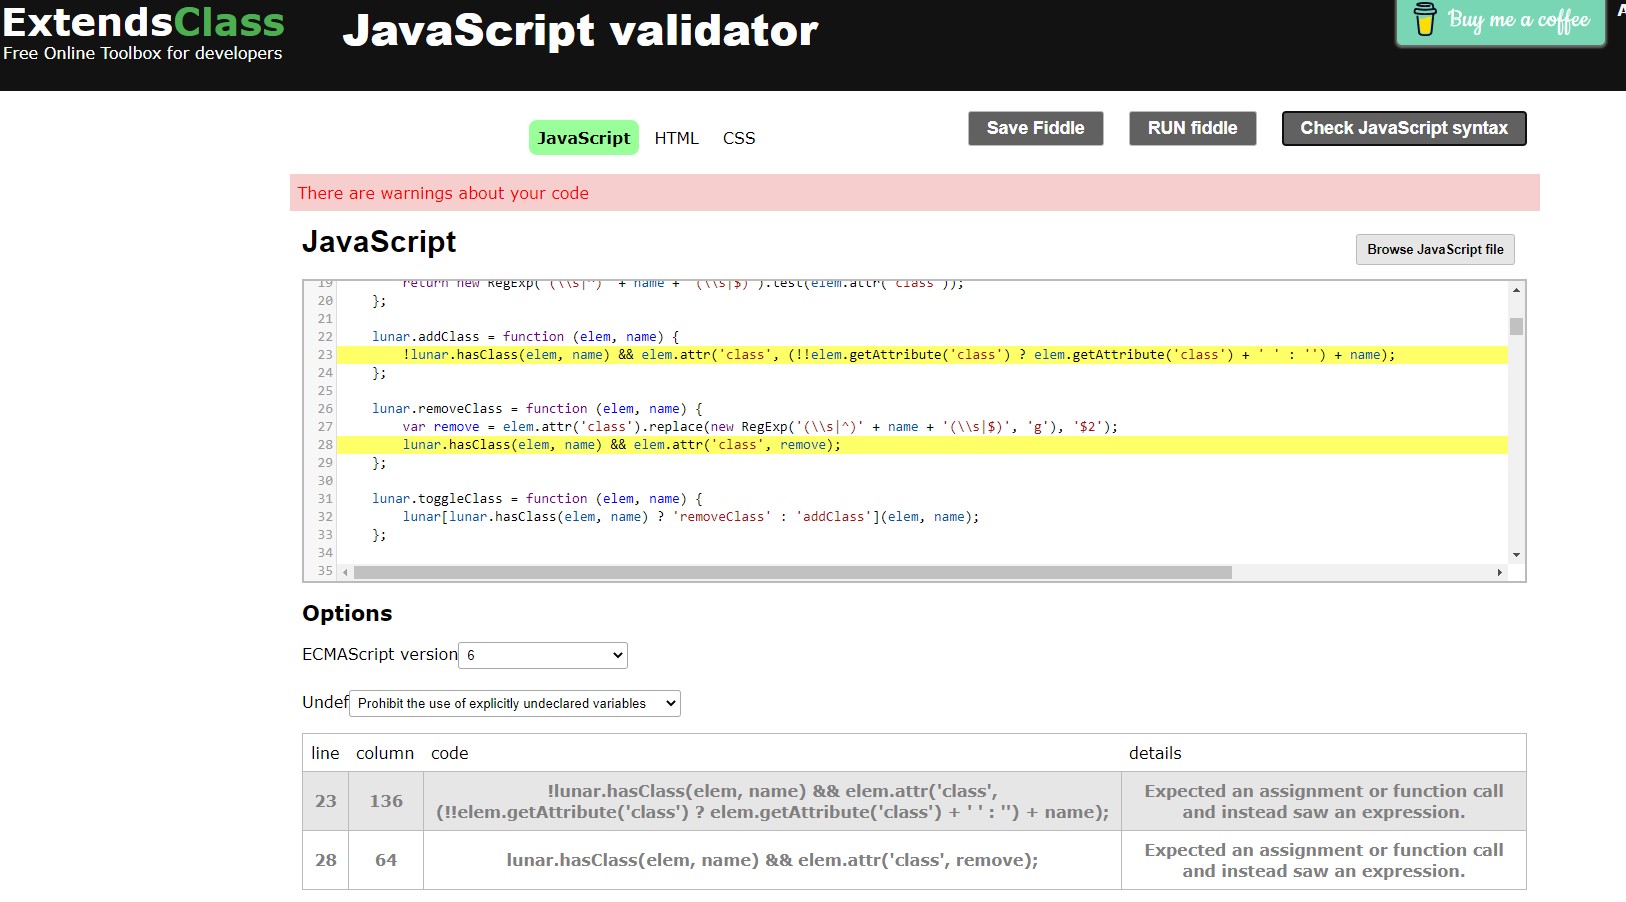 ExtendsClass
Free Online Toolbox for developers
JavaScript validator
Buy me a coffee
JavaScript HTML CSS
Save Fiddle RUN fiddle Check JavaScript syntax
There are warnings about your code
JavaScript
Browse JavaScript file
19 return new RegExp('(\\s|^)' + name + '(\\s|$)').test(elem.attr('class'));
20 };
21
22 lunar.addClass = function (elem, name) {
23 !lunar.hasClass(elem, name) && elem.attr('class', (!!elem.getAttribute('class') ? elem.getAttribute('class') + ' ' : '') + name);
24 };
25
26 lunar.removeClass = function (elem, name) {
27 var remove = elem.attr('class').replace(new RegExp('(\\s|^)' + name + '(\\s|$)', 'g'), '$2');
28 lunar.hasClass(elem, name) && elem.attr('class', remove);
29 };
30
31 lunar.toggleClass = function (elem, name) {
32 lunar[lunar.hasClass(elem, name) ? 'removeClass' : 'addClass'](elem, name);
33 };
34
35
Options
ECMAScript version 6
Undef Prohibit the use of explicitly undeclared variables
line column code details
23 136 !lunar.hasClass(elem, name) && elem.attr('class',
(!!elem.getAttribute('class') ? elem.getAttribute('class') + ' ' : '') + name);
Expected an assignment or function call
and instead saw an expression.
28 64 lunar.hasClass(elem, name) && elem.attr('class', remove);
Expected an assignment or function call
and instead saw an expression.